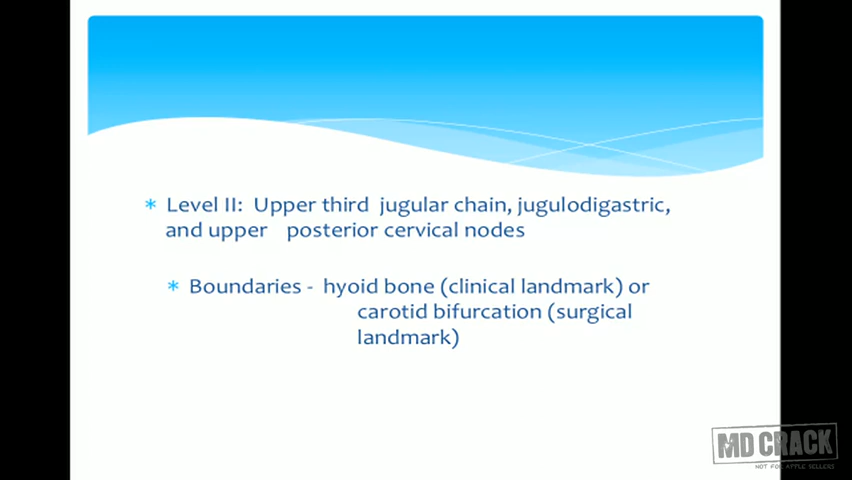 * Level II: Upper third jugular chain, jugulodigastric,
and upper posterior cervical nodes
* Boundaries - hyoid bone (clinical landmark) or
carotid bifurcation (surgical
landmark)
MD CRACK
NOT FOR APPLE SELLERS